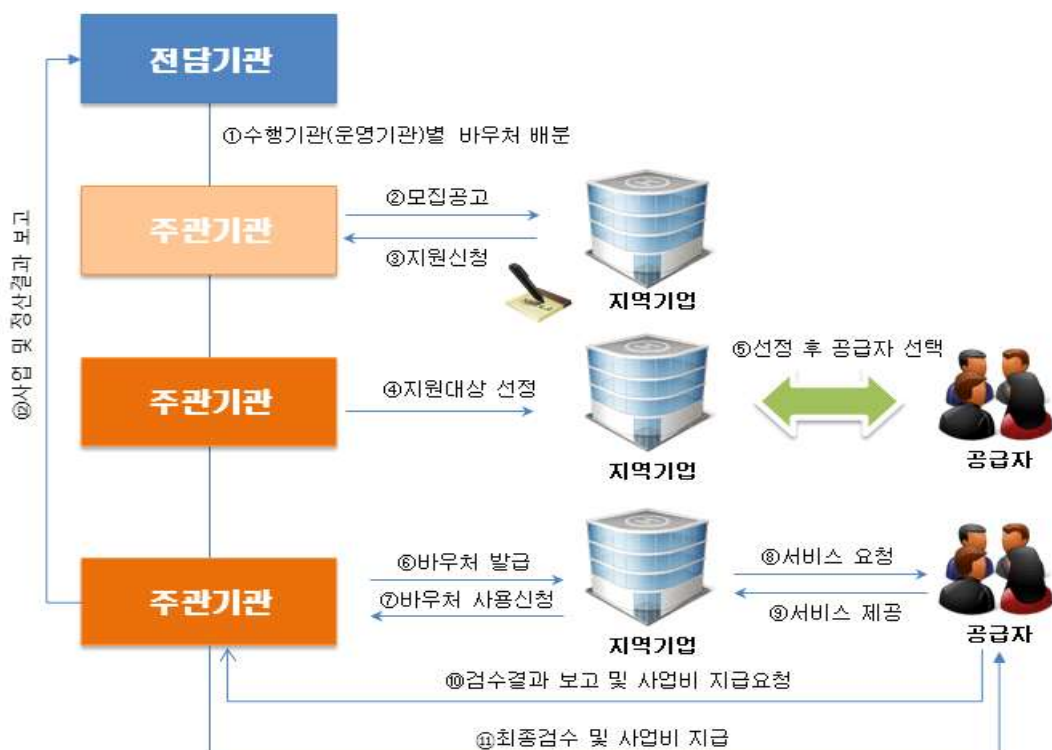 전담기관
①수행기관(운명기관)별 바우처 배분
주관기관
②모집공고
③지원신청
지역기업
주관기관
④지원대상 선정
지역기업
⑤선정 후 공급자 선택
공급자
주관기관
⑥바우처 발급
⑦바우처 사용신청
지역기업
⑧서비스 요청
⑨서비스 제공
공급자
⑩검수결과 보고 및 사업비 지급요청
⑪최종검수 및 사업비 지급
⑫사업 및 정산결과 보고